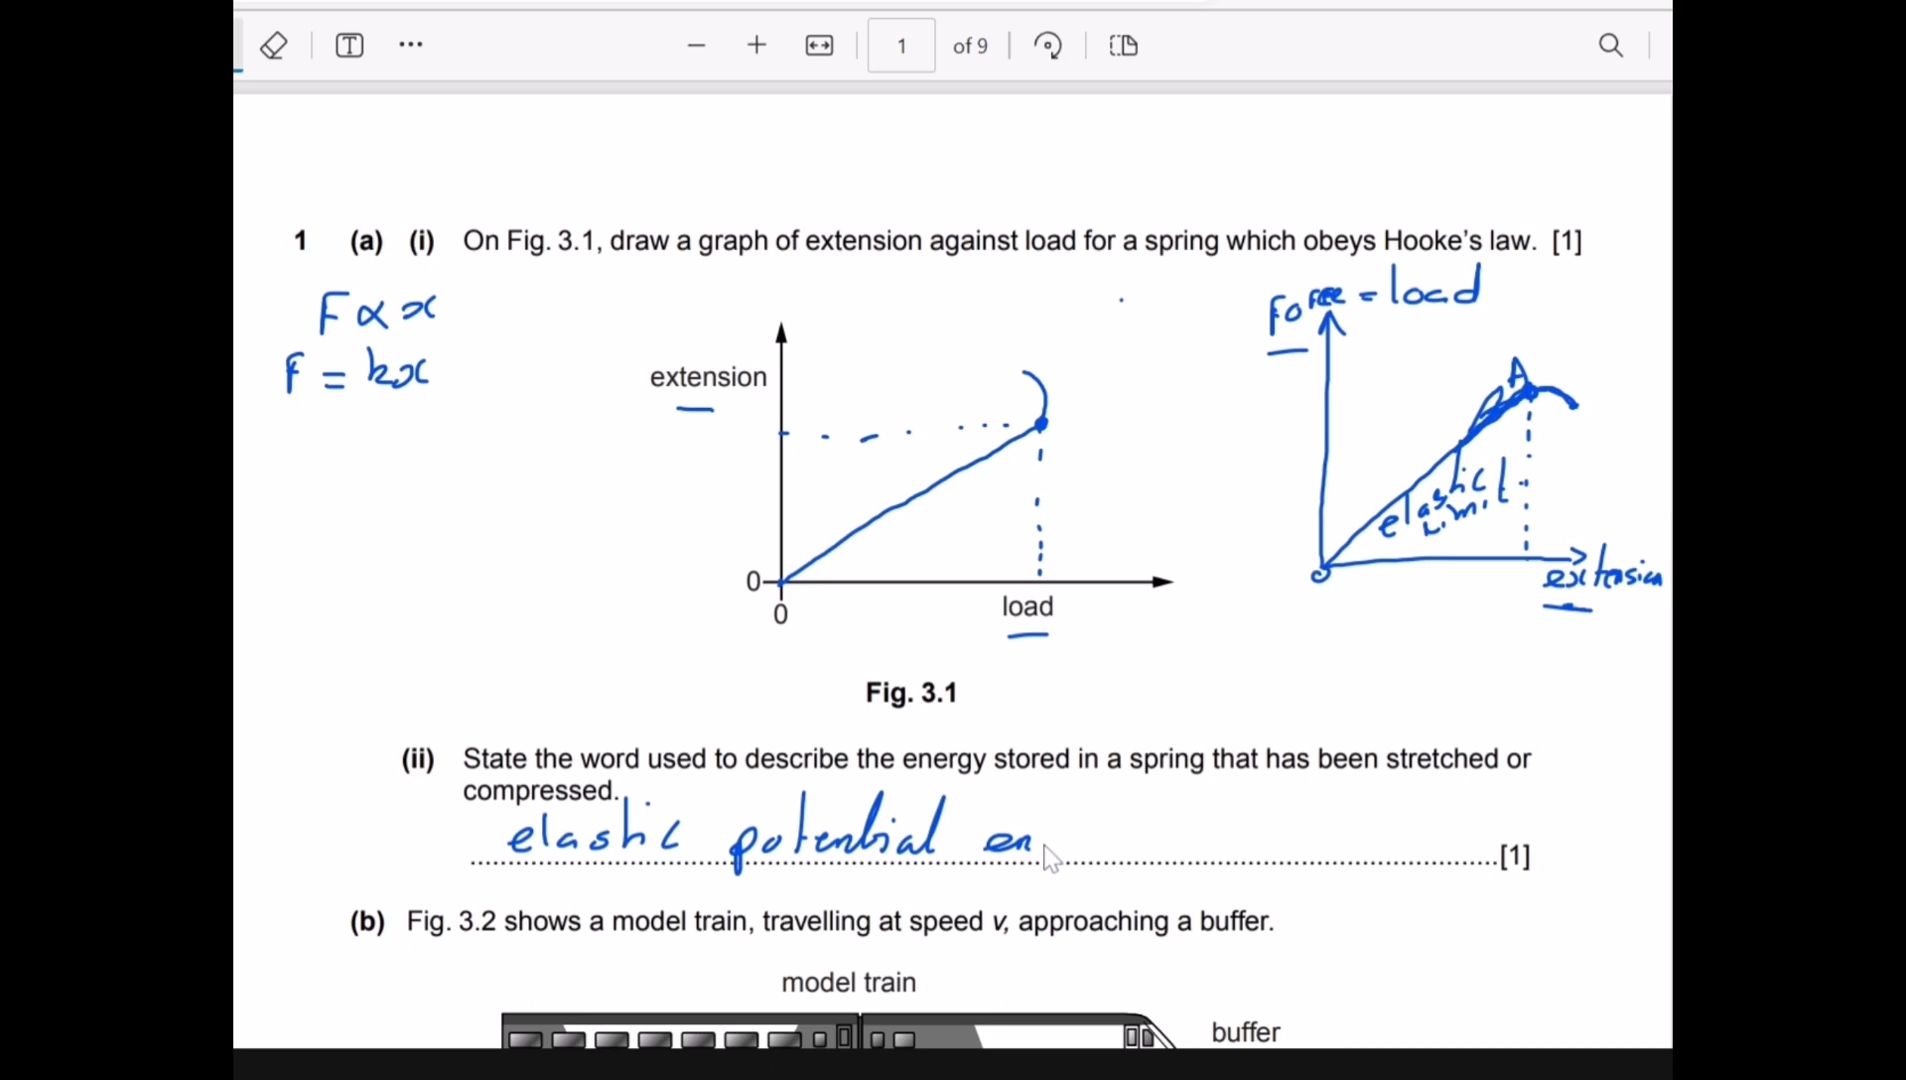 1 of 9
1 (a) (i) On Fig. 3.1, draw a graph of extension against load for a spring which obeys Hooke's law. [1]
F ∝ x
F = kx
extension
0
0
load
Force = load
A
elastic
limit
O
extension
Fig. 3.1
(ii) State the word used to describe the energy stored in a spring that has been stretched or
compressed.
elastic potential en
[1]
(b) Fig. 3.2 shows a model train, travelling at speed v, approaching a buffer.
model train
buffer